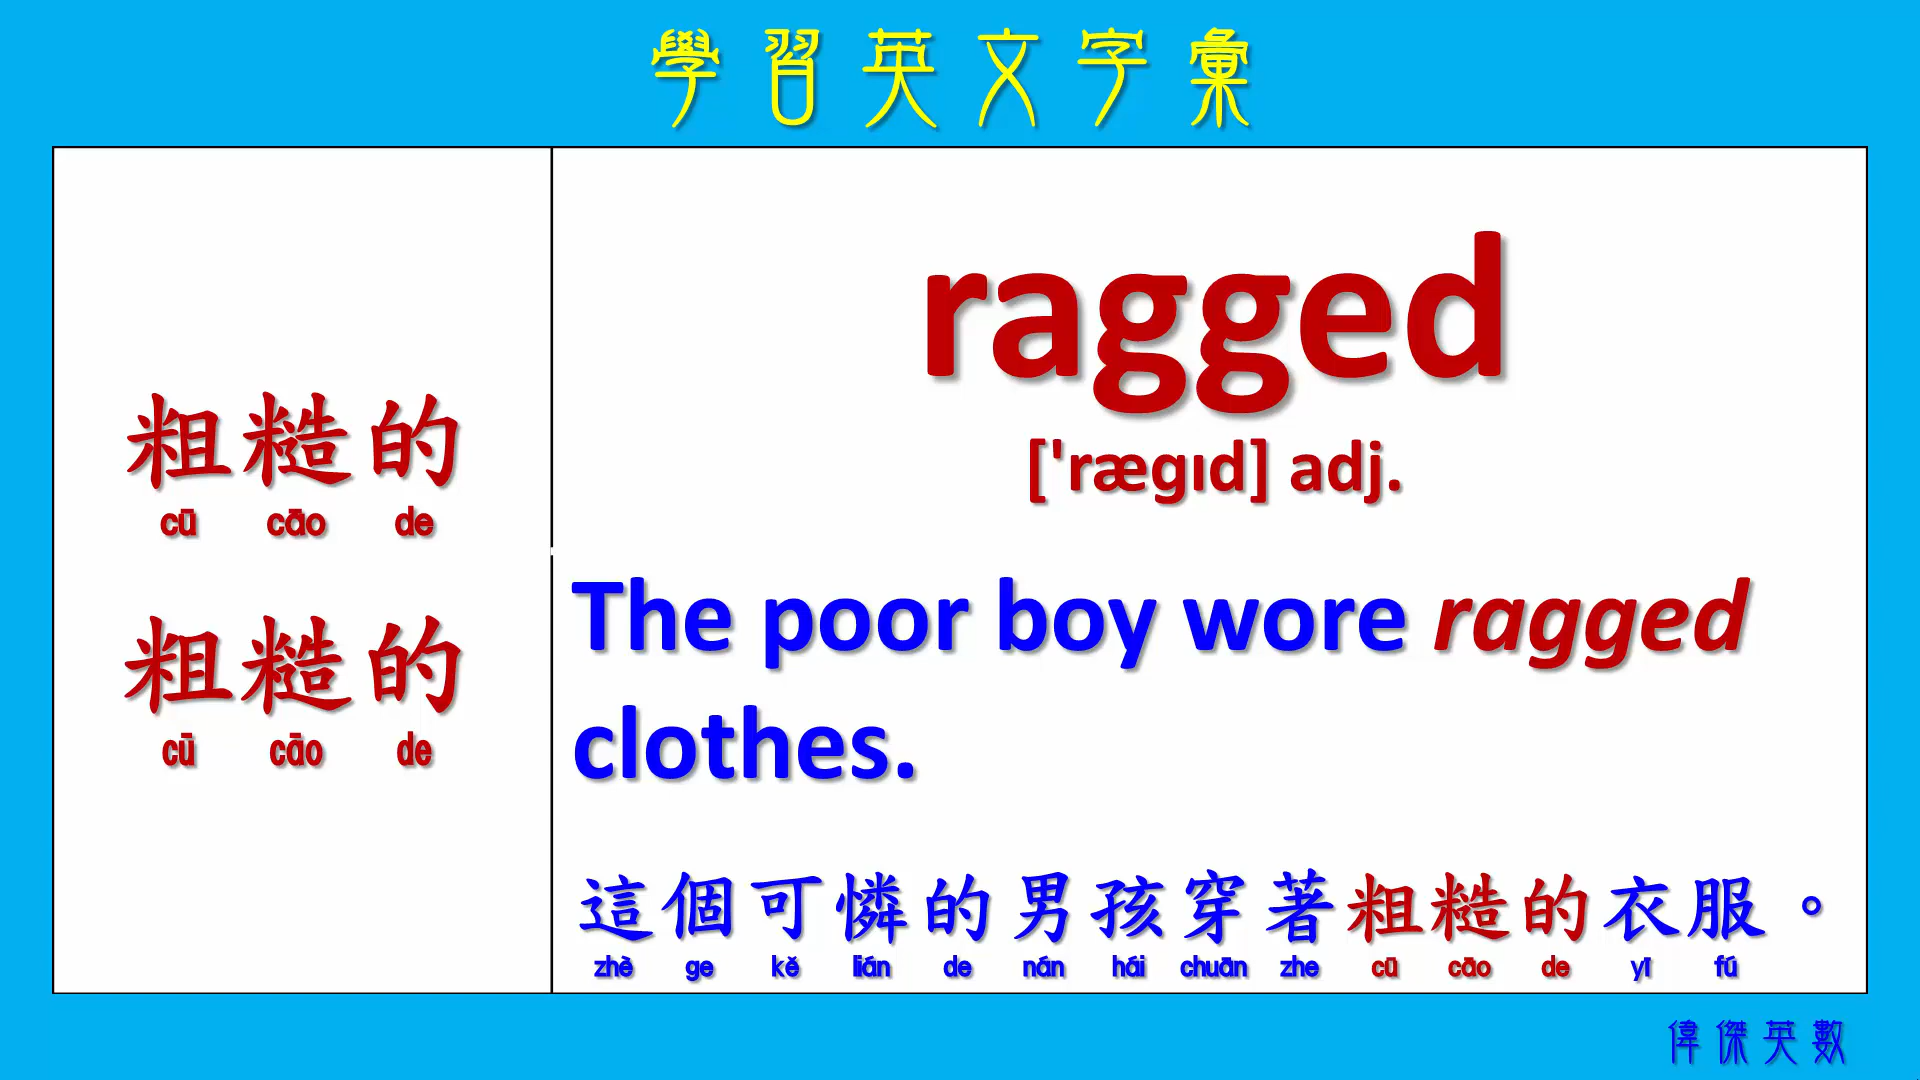 學習英文字彙
粗糙的
cū cāo de
粗糙的
cū cāo de
ragged
['rægɪd] adj.
The poor boy wore ragged
clothes.
這個可憐的男孩穿著粗糙的衣服。
zhè ge kě lián de nán hái chuān zhe cū cāo de yī fú
偉傑英數